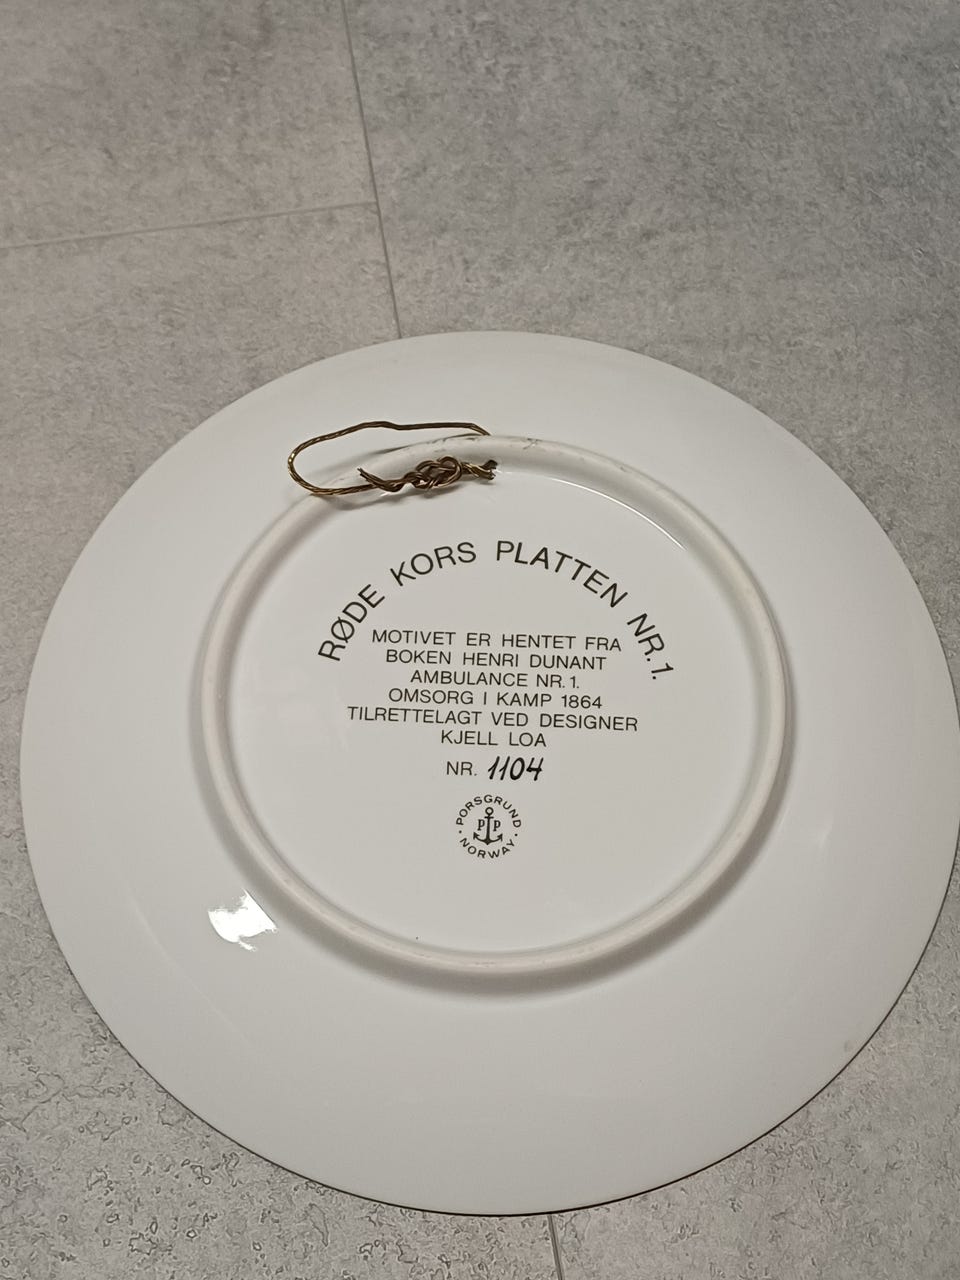 RØDE KORS PLATTEN NR.1.
MOTIVET ER HENTET FRA
BOKEN HENRI DUNANT
AMBULANCE NR.1.
OMSORG I KAMP 1864
TILRETTELAGT VED DESIGNER
KJELL LOA
NR. 1104
PORSGRUND
PP
NORWAY